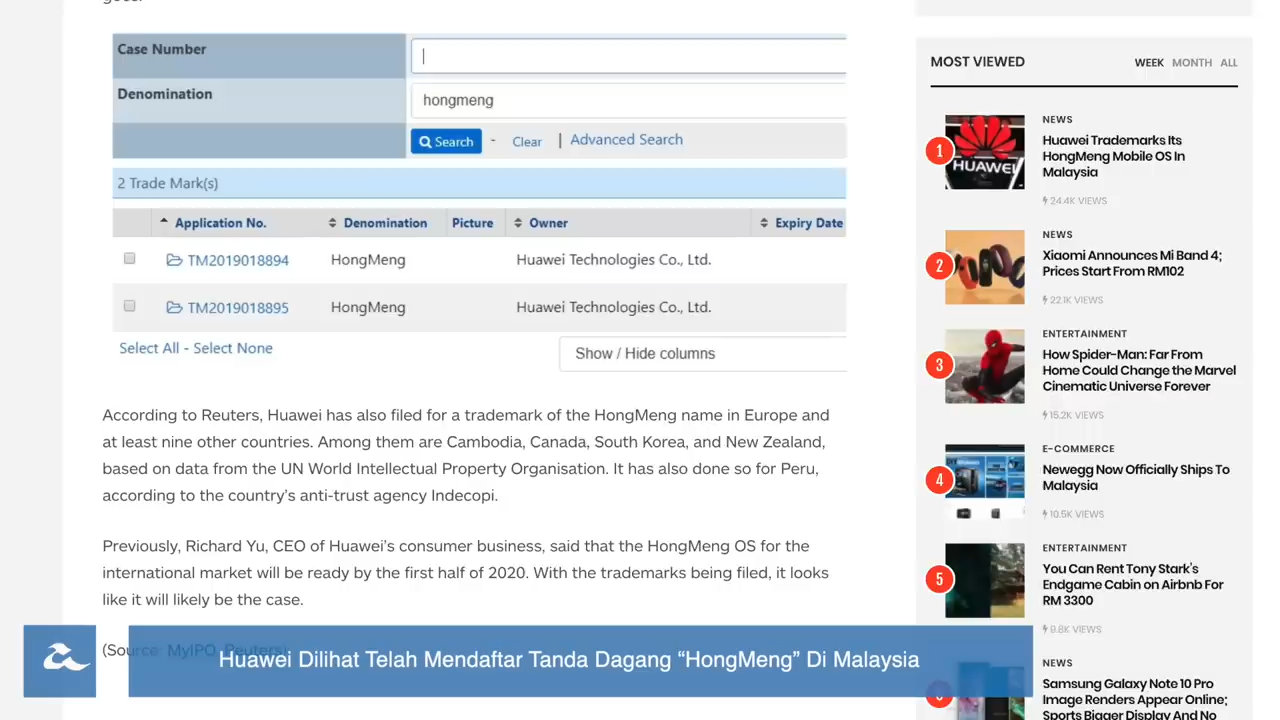 Case Number
Denomination
hongmeng
Search - Clear | Advanced Search
2 Trade Mark(s)
Application No. Denomination Picture Owner Expiry Date
TM2019018894 HongMeng Huawei Technologies Co., Ltd.
TM2019018895 HongMeng Huawei Technologies Co., Ltd.
Select All - Select None
Show / Hide columns
According to Reuters, Huawei has also filed for a trademark of the HongMeng name in Europe and
at least nine other countries. Among them are Cambodia, Canada, South Korea, and New Zealand,
based on data from the UN World Intellectual Property Organisation. It has also done so for Peru,
according to the country's anti-trust agency Indecopi.
Previously, Richard Yu, CEO of Huawei's consumer business, said that the HongMeng OS for the
international market will be ready by the first half of 2020. With the trademarks being filed, it looks
like it will likely be the case.
(Source: MyIPO, Reuters)
Huawei Dilihat Telah Mendaftar Tanda Dagang “HongMeng” Di Malaysia
MOST VIEWED
WEEK MONTH ALL
1
HUAWEI
NEWS
Huawei Trademarks Its
HongMeng Mobile OS In
Malaysia
24.4K VIEWS
2
NEWS
Xiaomi Announces Mi Band 4;
Prices Start From RM102
22.1K VIEWS
3
ENTERTAINMENT
How Spider-Man: Far From
Home Could Change the Marvel
Cinematic Universe Forever
15.2K VIEWS
4
E-COMMERCE
Newegg Now Officially Ships To
Malaysia
10.5K VIEWS
5
ENTERTAINMENT
You Can Rent Tony Stark's
Endgame Cabin on Airbnb For
RM 3300
9.8K VIEWS
6
NEWS
Samsung Galaxy Note 10 Pro
Image Renders Appear Online;
Sports Bigger Display And No